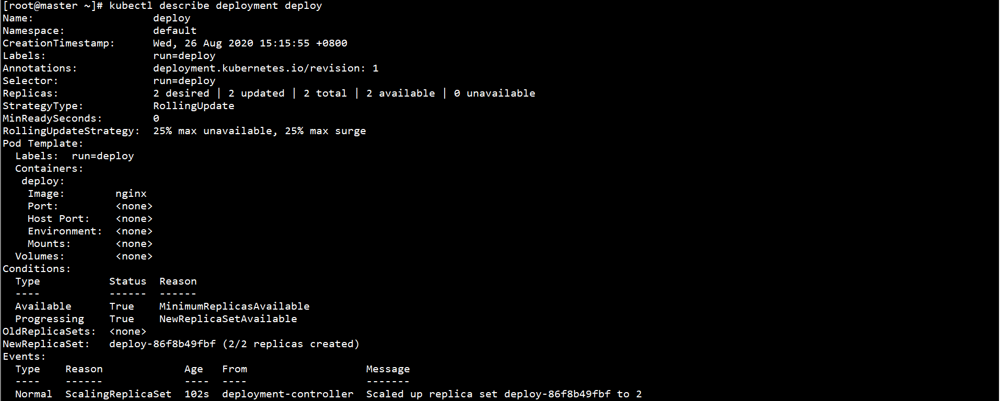 [root@master ~]# kubectl describe deployment deploy
Name:                   deploy
Namespace:              default
CreationTimestamp:      Wed, 26 Aug 2020 15:15:55 +0800
Labels:                 run=deploy
Annotations:            deployment.kubernetes.io/revision: 1
Selector:               run=deploy
Replicas:               2 desired | 2 updated | 2 total | 2 available | 0 unavailable
StrategyType:           RollingUpdate
MinReadySeconds:        0
RollingUpdateStrategy:  25% max unavailable, 25% max surge
Pod Template:
  Labels:  run=deploy
  Containers:
   deploy:
    Image:        nginx
    Port:         <none>
    Host Port:    <none>
    Environment:  <none>
    Mounts:       <none>
  Volumes:        <none>
Conditions:
  Type           Status  Reason
  ----           ------  ------
  Available      True    MinimumReplicasAvailable
  Progressing    True    NewReplicaSetAvailable
OldReplicaSets:  <none>
NewReplicaSet:   deploy-86f8b49fbf (2/2 replicas created)
Events:
  Type    Reason             Age   From                   Message
  ----    ------             ----  ----                   -------
  Normal  ScalingReplicaSet  102s  deployment-controller  Scaled up replica set deploy-86f8b49fbf to 2